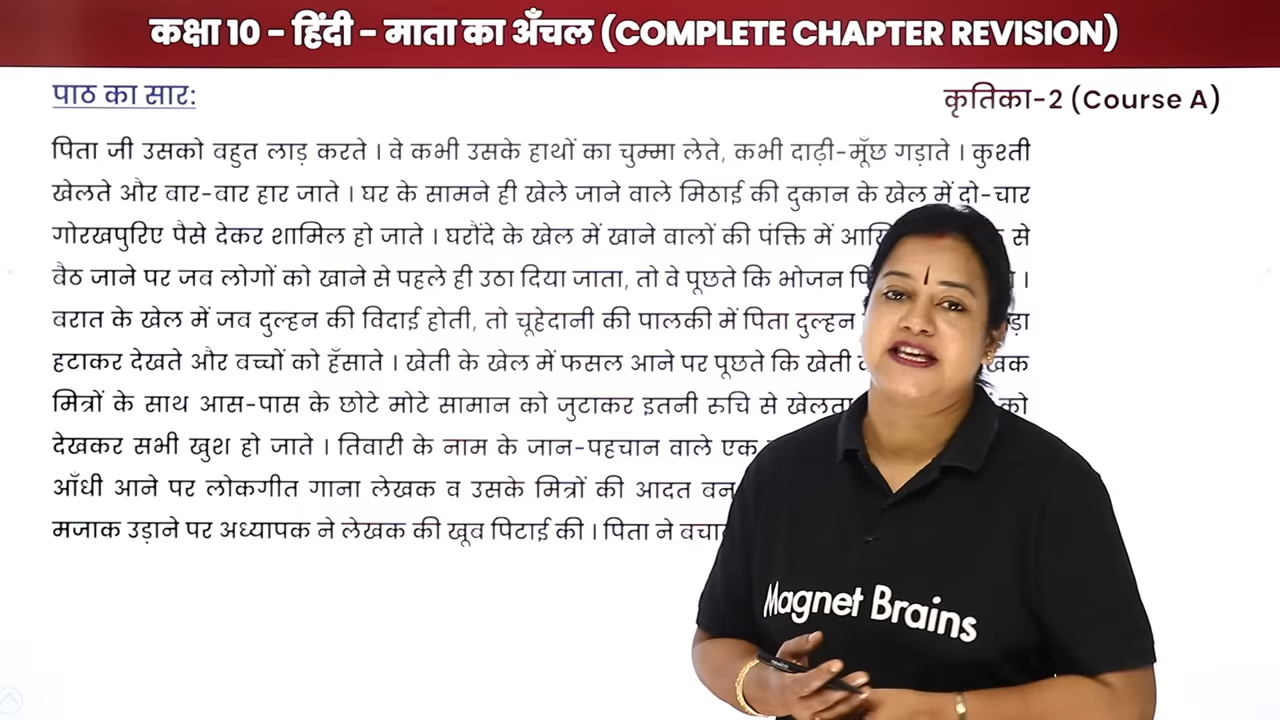 कक्षा 10 - हिंदी - माता का अँचल (COMPLETE CHAPTER REVISION)
पाठ का सार:
कृतिका-2 (Course A)
पिता जी उसको बहुत लाड़ करते । वे कभी उसके हाथों का चुम्मा लेते, कभी दाढ़ी-मूँछ गड़ाते । कुश्ती
खेलते और बार-बार हार जाते । घर के सामने ही खेले जाने वाले मिठाई की दुकान के खेल में दो-चार
गोरखपुरिए पैसे देकर शामिल हो जाते । घरौंदे के खेल में खाने वालों की पंक्ति में से
बैठ जाने पर जब लोगों को खाने से पहले ही उठा दिया जाता, तो वे पूछते कि भोजन ।
बरात के खेल में जब दुल्हन की विदाई होती, तो चूहेदानी की पालकी में पिता दुल्हन
हटाकर देखते और बच्चों को हँसाते । खेती के खेल में फसल आने पर पूछते कि खेती
मित्रों के साथ आस-पास के छोटे मोटे सामान को जुटाकर इतनी रुचि से खेलता को
देखकर सभी खुश हो जाते । तिवारी के नाम के जान-पहचान वाले एक
आँधी आने पर लोकगीत गाना लेखक व उसके मित्रों की आदत बन
मजाक उड़ाने पर अध्यापक ने लेखक की खूब पिटाई की । पिता ने
Magnet Brains